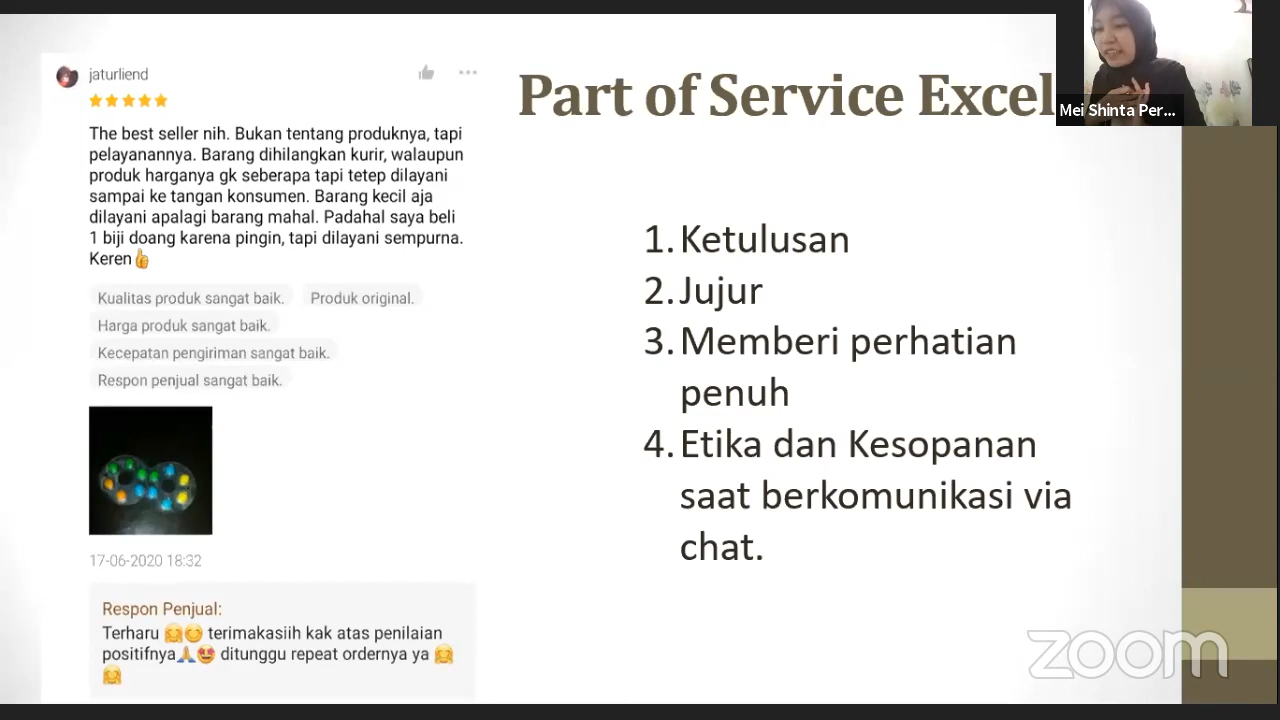 jaturliend
The best seller nih. Bukan tentang produknya, tapi
pelayanannya. Barang dihilangkan kurir, walaupun
produk harganya gk seberapa tapi tetep dilayani
sampai ke tangan konsumen. Barang kecil aja
dilayani apalagi barang mahal. Padahal saya beli
1 biji doang karena pingin, tapi dilayani sempurna.
Keren👍
Kualitas produk sangat baik. Produk original.
Harga produk sangat baik.
Kecepatan pengiriman sangat baik.
Respon penjual sangat baik.
17-06-2020 18:32
Respon Penjual:
Terharu 🤗😊 terimakasiih kak atas penilaian
positifnya🙏🤩 ditunggu repeat ordernya ya 🤗
🤗
Part of Service Excel
Mei Shinta Per...
1. Ketulusan
2. Jujur
3. Memberi perhatian
penuh
4. Etika dan Kesopanan
saat berkomunikasi via
chat.
zoom